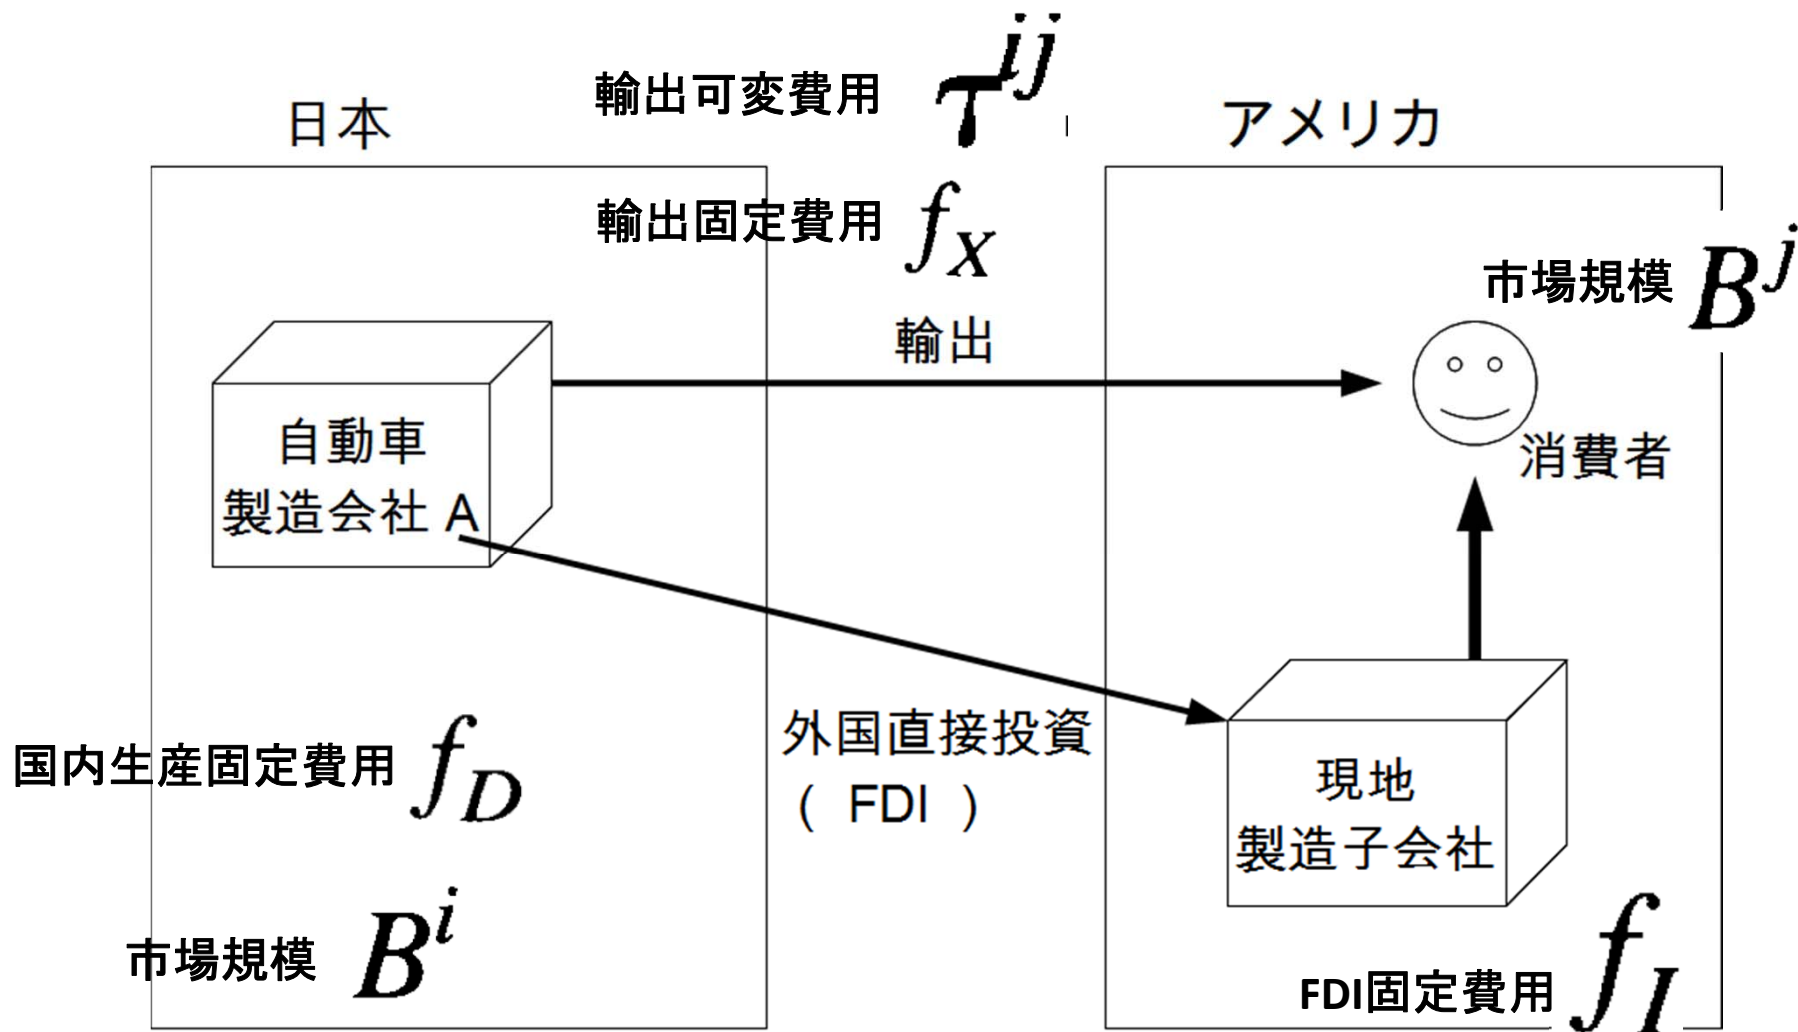 輸出可変費用 τ^{ij}
日本
アメリカ
輸出固定費用 f_X
市場規模 B^j
輸出
自動車
製造会社 A
消費者
国内生産固定費用 f_D
外国直接投資
( FDI )
現地
製造子会社
市場規模 B^i
FDI固定費用 f_I